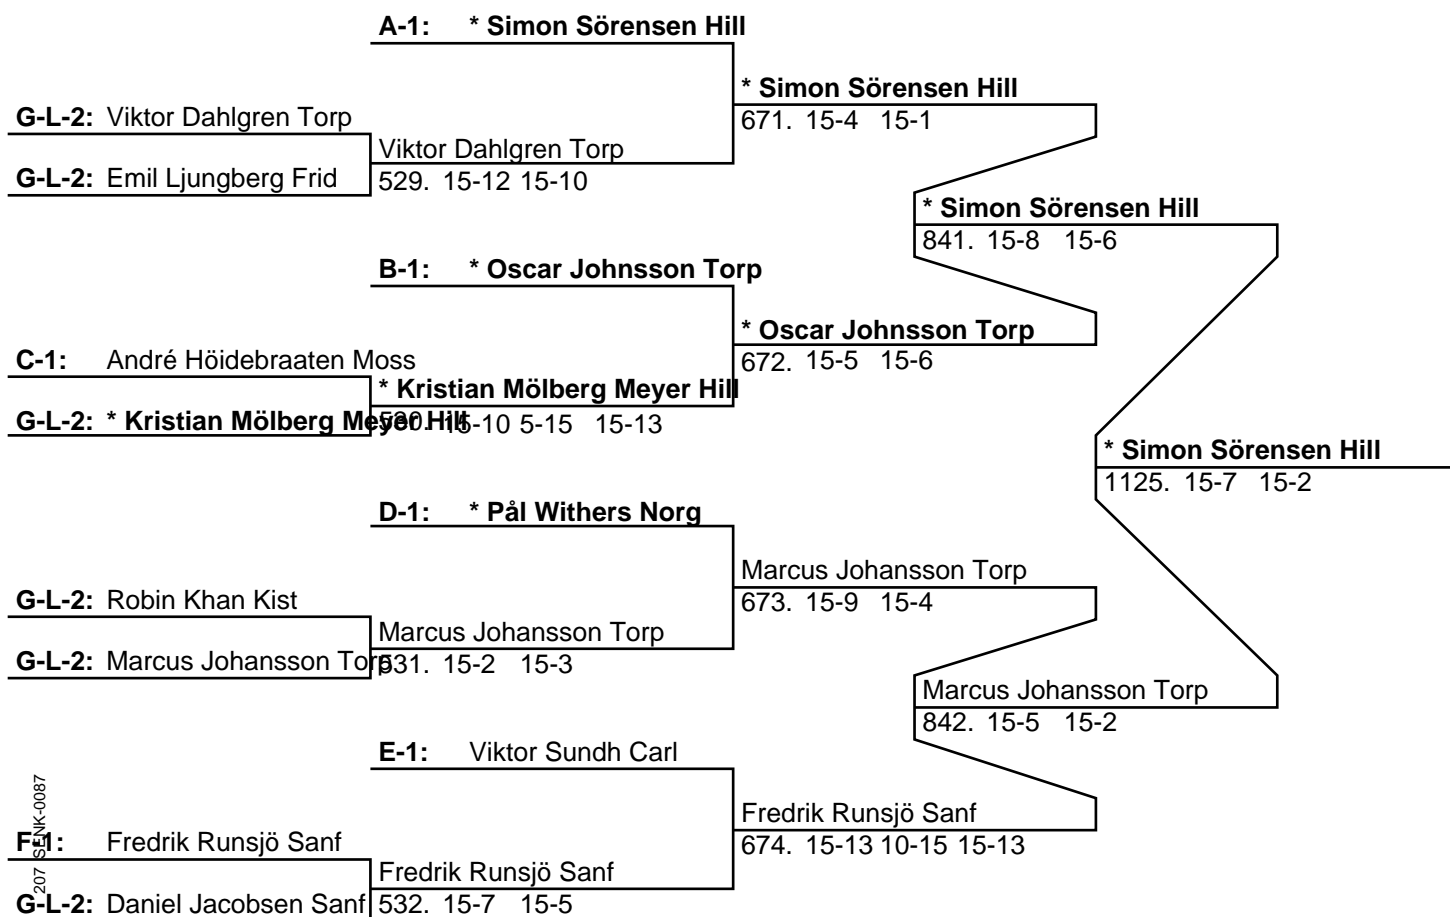 A-1: * Simon Sörensen Hill
* Simon Sörensen Hill
671. 15-4 15-1
G-L-2: Viktor Dahlgren Torp
Viktor Dahlgren Torp
G-L-2: Emil Ljungberg Frid
529. 15-12 15-10
* Simon Sörensen Hill
841. 15-8 15-6
B-1: * Oscar Johnsson Torp
* Oscar Johnsson Torp
672. 15-5 15-6
C-1: André Höidebraaten Moss
* Kristian Mölberg Meyer Hill
G-L-2: * Kristian Mölberg Meyer Hill
530. 15-10 5-15 15-13
* Simon Sörensen Hill
1125. 15-7 15-2
D-1: * Pål Withers Norg
Marcus Johansson Torp
673. 15-9 15-4
G-L-2: Robin Khan Kist
Marcus Johansson Torp
G-L-2: Marcus Johansson Torp
531. 15-2 15-3
Marcus Johansson Torp
842. 15-5 15-2
E-1: Viktor Sundh Carl
Fredrik Runsjö Sanf
674. 15-13 10-15 15-13
F-1: Fredrik Runsjö Sanf
Fredrik Runsjö Sanf
G-L-2: Daniel Jacobsen Sanf
532. 15-7 15-5
207 SENK-0087